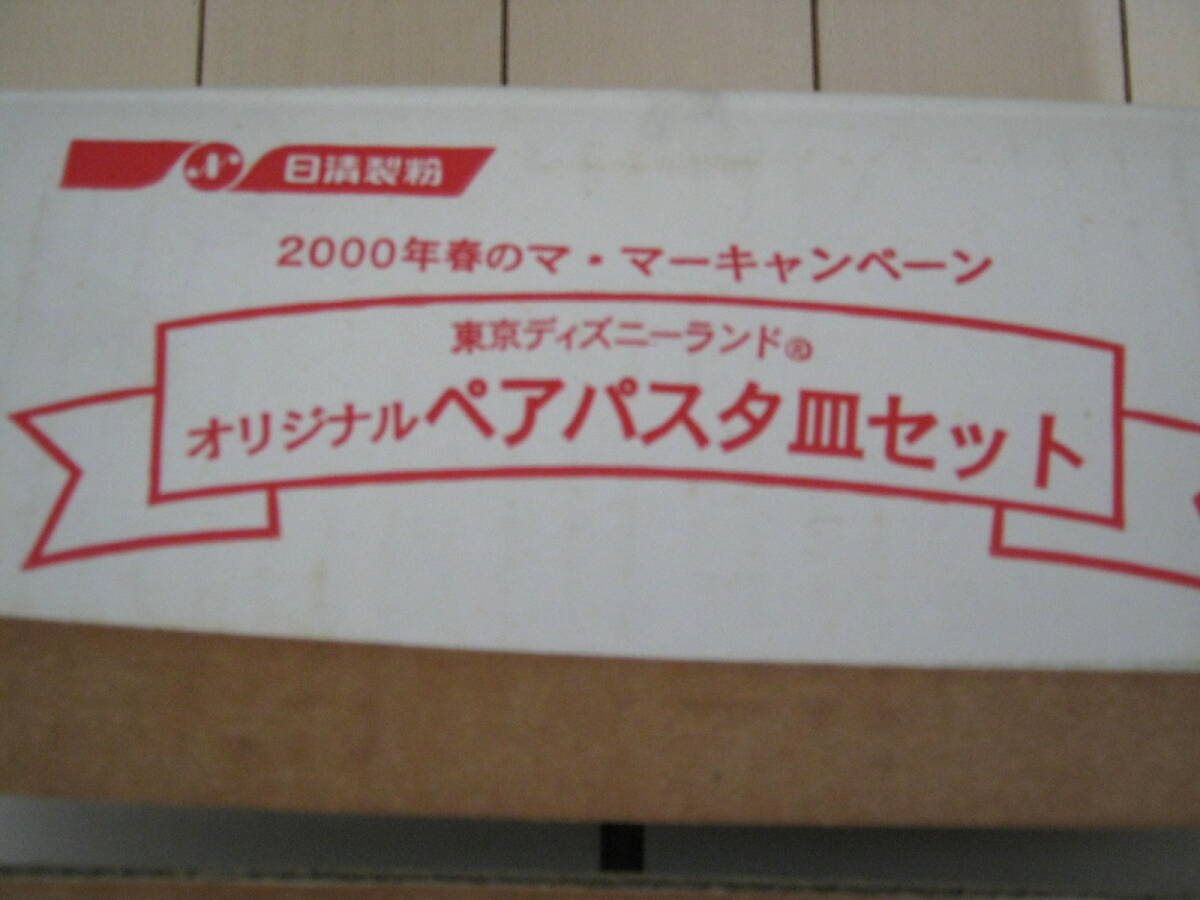 日清製粉
2000年春のマ・マーキャンペーン
東京ディズニーランド®
オリジナルペアパスタ皿セット